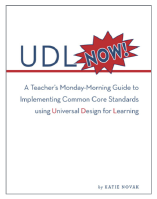 UDL NOW!
A Teacher's Monday-Morning Guide to
Implementing Common Core Standards
using Universal Design for Learning
by KATIE NOVAK